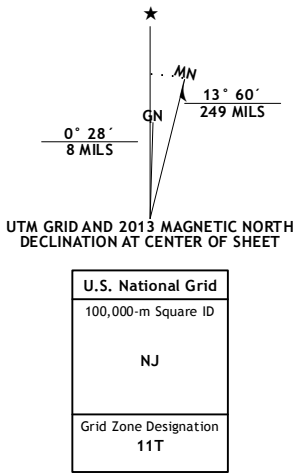 ★
MN
GN
13° 60´
249 MILS
0° 28´
8 MILS
UTM GRID AND 2013 MAGNETIC NORTH
DECLINATION AT CENTER OF SHEET
U.S. National Grid
100,000-m Square ID
NJ
Grid Zone Designation
11T